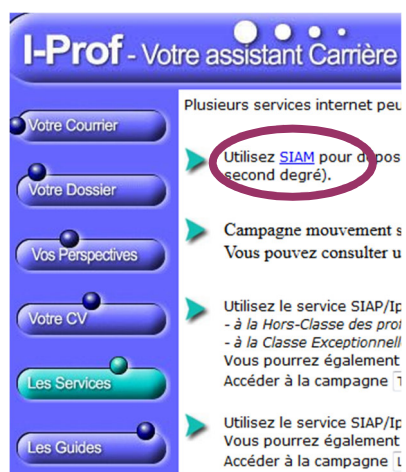 I-Prof - Votre assistant Carrière
Votre Courrier
Votre Dossier
Vos Perspectives
Votre CV
Les Services
Les Guides
Plusieurs services internet peu
Utilisez SIAM pour dépos
second degré).
Campagne mouvement s
Vous pouvez consulter u
Utilisez le service SIAP/Ip
- à la Hors-Classe des prof
- à la Classe Exceptionnell
Vous pourrez également
Accéder à la campagne
Utilisez le service SIAP/Ip
Vous pourrez également
Accéder à la campagne L